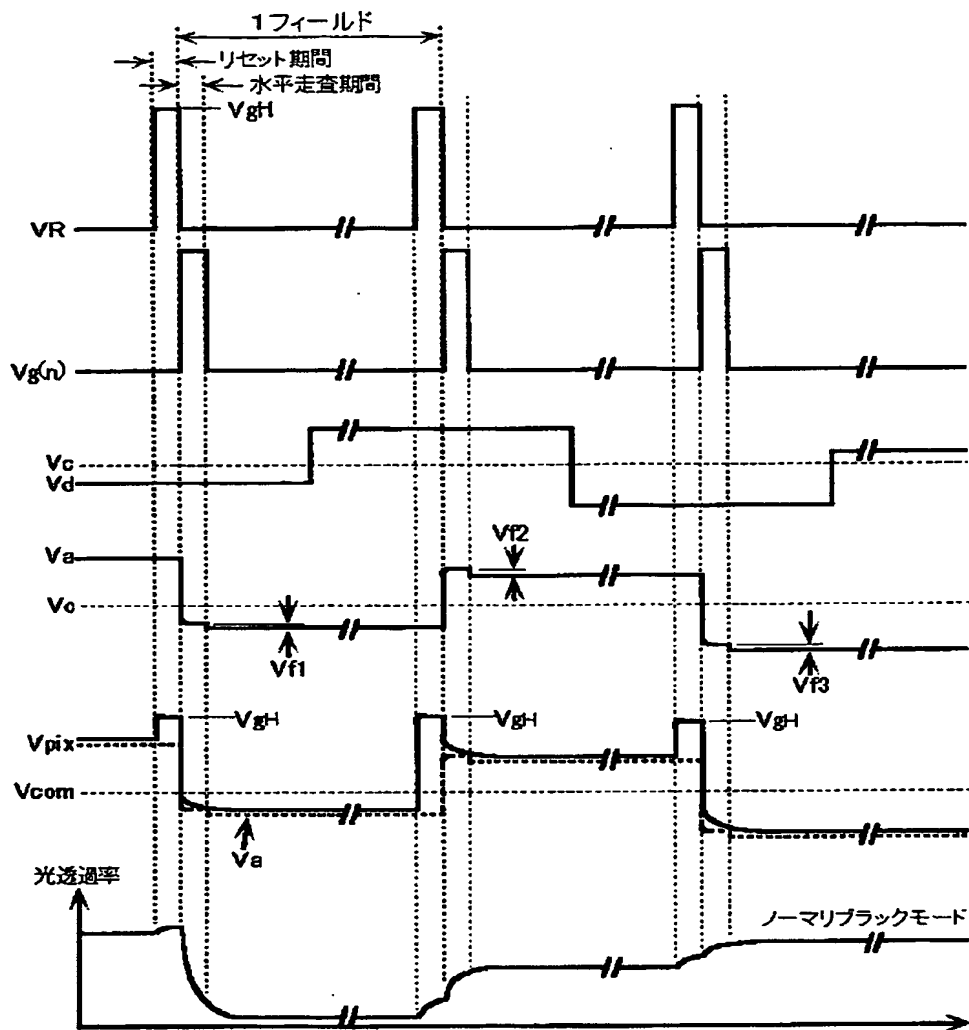 1フィールド
リセット期間
水平走査期間
VgH
VR
Vg(n)
Vc
Vd
Va
Vf2
Vc
Vf1
Vf3
VgH
VgH
VgH
Vpix
Vcom
Va
光透過率
ノーマリブラックモード